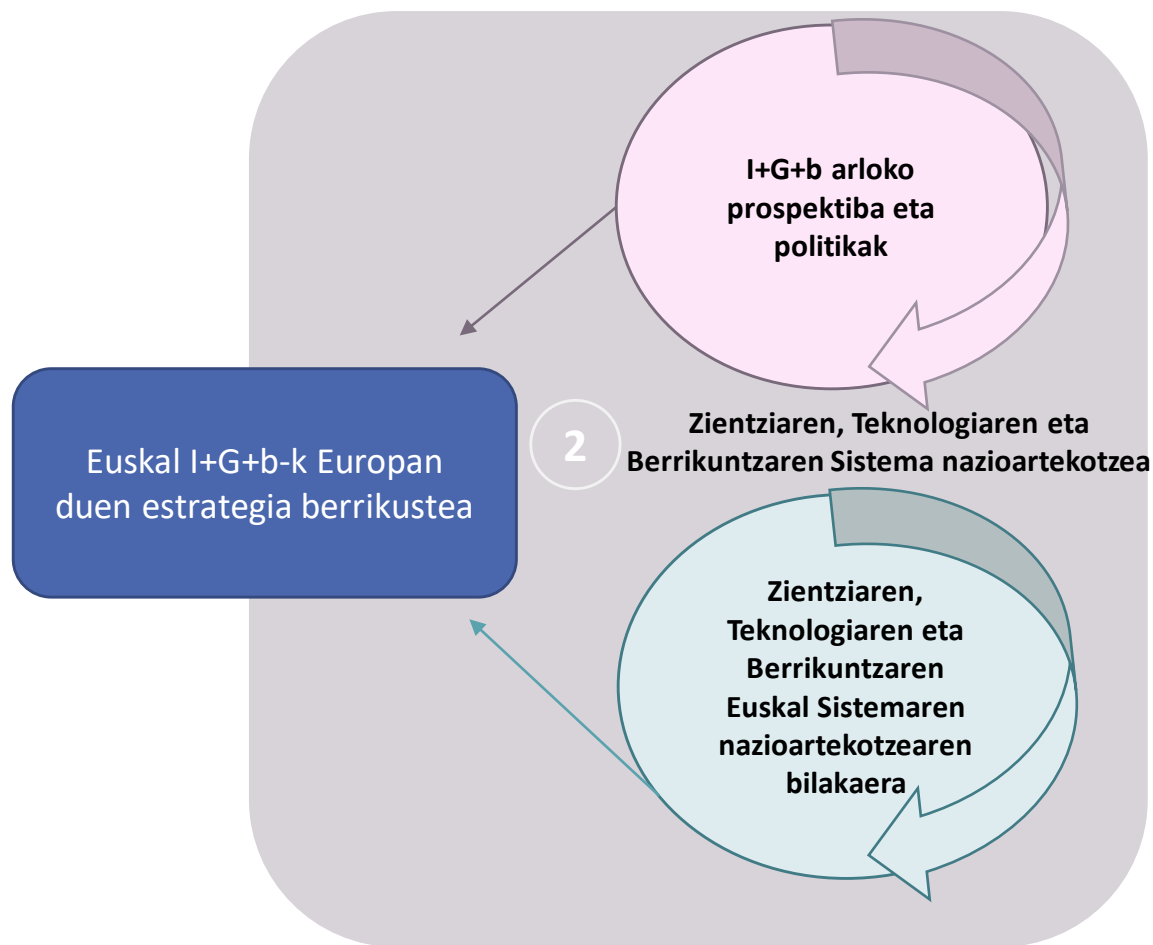 I+G+b arloko
prospektiba eta
politikak
Euskal I+G+b-k Europan
duen estrategia berrikustea
2
Zientziaren, Teknologiaren eta
Berrikuntzaren Sistema nazioartekotzea
Zientziaren,
Teknologiaren eta
Berrikuntzaren
Euskal Sistemaren
nazioartekotzearen
bilakaera